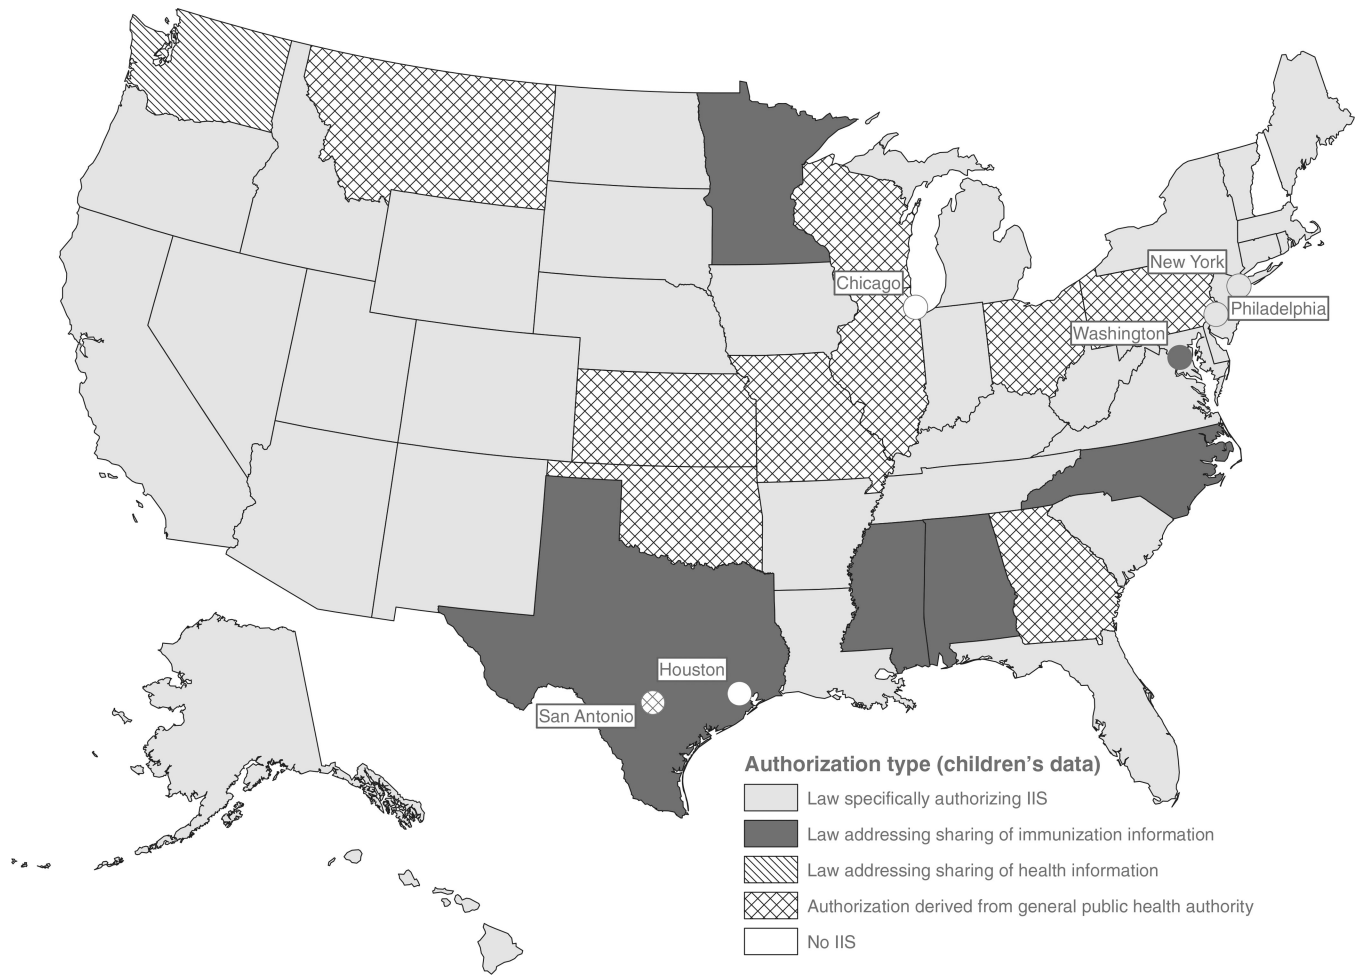 New York
Chicago
Philadelphia
Washington
Houston
San Antonio
Authorization type (children’s data)
Law specifically authorizing IIS
Law addressing sharing of immunization information
Law addressing sharing of health information
Authorization derived from general public health authority
No IIS